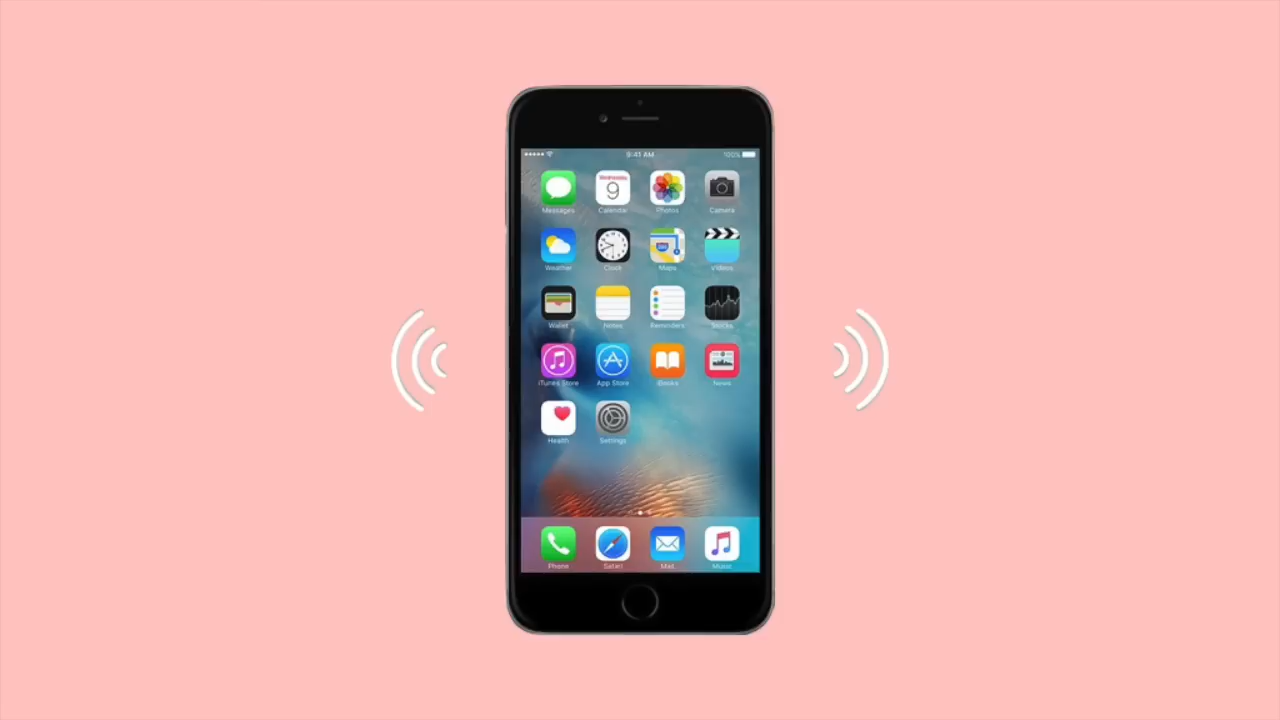 9:41 AM 100%
Messages Calendar Photos Camera
Wednesday
9
Weather Clock Maps Videos
280
Wallet Notes Reminders Stocks
iTunes Store App Store iBooks News
Health Settings
Phone Safari Mail Music